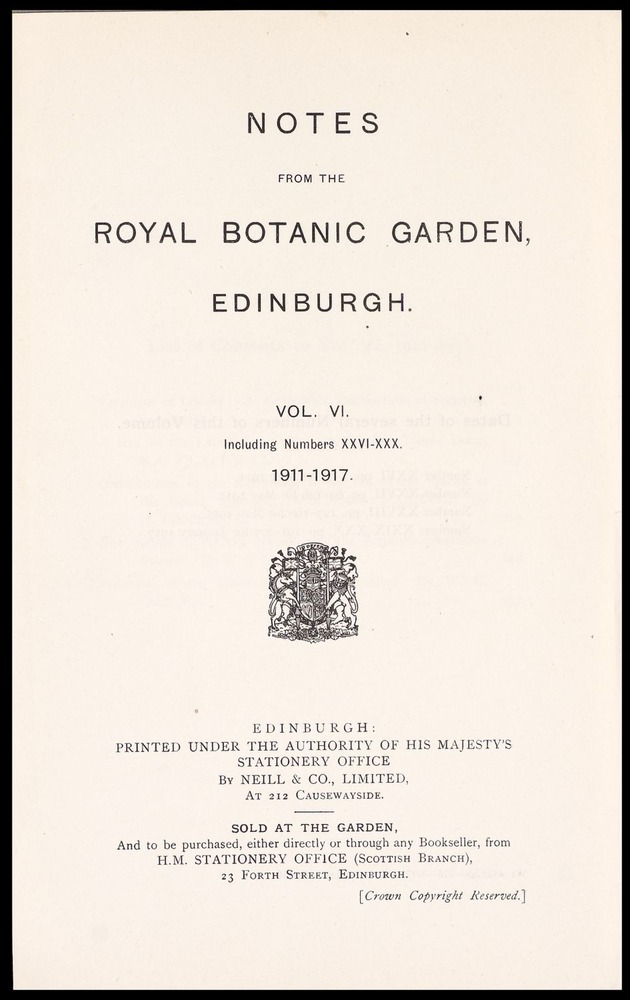 NOTES
FROM THE
ROYAL BOTANIC GARDEN,
EDINBURGH.
VOL. VI.
Including Numbers XXVI-XXX.
1911-1917.
EDINBURGH:
PRINTED UNDER THE AUTHORITY OF HIS MAJESTY'S
STATIONERY OFFICE
BY NEILL & CO., LIMITED,
AT 212 CAUSEWAYSIDE.
SOLD AT THE GARDEN,
And to be purchased, either directly or through any Bookseller, from
H.M. STATIONERY OFFICE (SCOTTISH BRANCH),
23 FORTH STREET, EDINBURGH.
[Crown Copyright Reserved.]